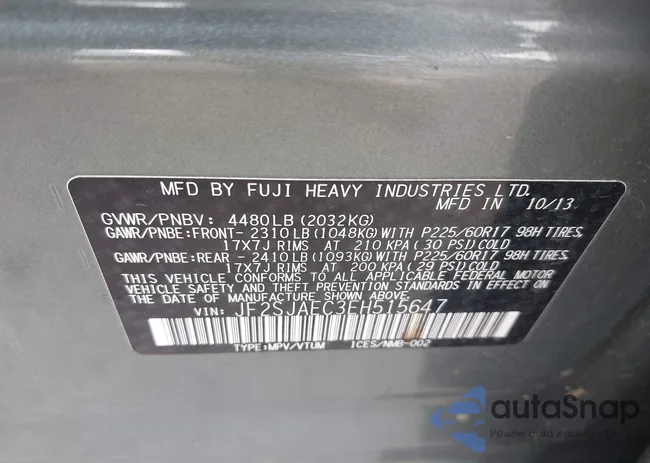 MFD BY FUJI HEAVY INDUSTRIES LTD.
MFD IN 10/13
GVWR/PNBV: 4480LB(2032KG)
GAWR/PNBE:FRONT- 2310LB(1048KG)WITH P225/60R17 98H TIRES,
17X7J RIMS AT 210 KPA(30 PSI)COLD
GAWR/PNBE:REAR - 2410LB(1093KG)WITH P225/60R17 98H TIRES,
17X7J RIMS AT 200 KPA(29 PSI)COLD
THIS VEHICLE CONFORMS TO ALL APPLICABLE FEDERAL MOTOR
VEHICLE SAFETY AND THEFT PREVENTION STANDARDS IN EFFECT
ON THE DATE OF MANUFACTURE SHOWN ABOVE.
VIN: JF2SJAEC3EH515647
TYPE:MPV/VTUM ICES/NMB-002
autaSnap
Pewne auto z